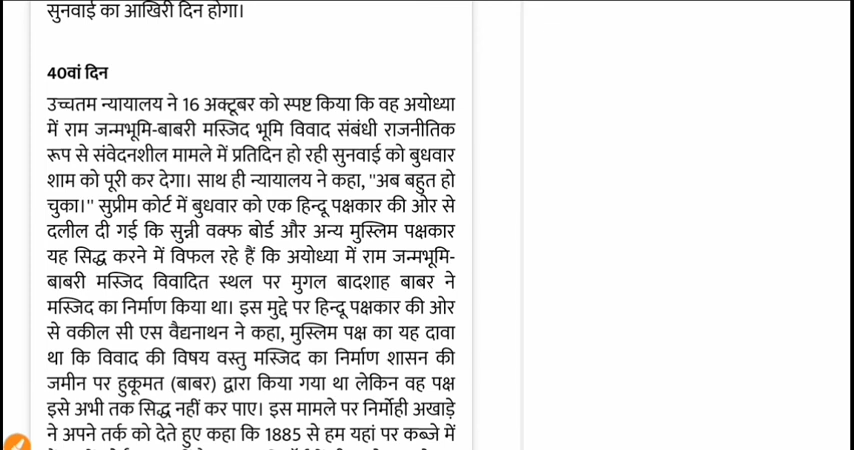 सुनवाई का आखिरी दिन होगा।
40वां दिन
उच्चतम न्यायालय ने 16 अक्टूबर को स्पष्ट किया कि वह अयोध्या
में राम जन्मभूमि-बाबरी मस्जिद भूमि विवाद संबंधी राजनीतिक
रूप से संवेदनशील मामले में प्रतिदिन हो रही सुनवाई को बुधवार
शाम को पूरी कर देगा। साथ ही न्यायालय ने कहा, "अब बहुत हो
चुका।" सुप्रीम कोर्ट में बुधवार को एक हिन्दू पक्षकार की ओर से
दलील दी गई कि सुन्नी वक्फ बोर्ड और अन्य मुस्लिम पक्षकार
यह सिद्ध करने में विफल रहे हैं कि अयोध्या में राम जन्मभूमि-
बाबरी मस्जिद विवादित स्थल पर मुगल बादशाह बाबर ने
मस्जिद का निर्माण किया था। इस मुद्दे पर हिन्दू पक्षकार की ओर
से वकील सी एस वैद्यनाथन ने कहा, मुस्लिम पक्ष का यह दावा
था कि विवाद की विषय वस्तु मस्जिद का निर्माण शासन की
जमीन पर हुकूमत (बाबर) द्वारा किया गया था लेकिन वह पक्ष
इसे अभी तक सिद्ध नहीं कर पाए। इस मामले पर निर्मोही अखाड़े
ने अपने तर्क को देते हुए कहा कि 1885 से हम यहां पर कब्जे में